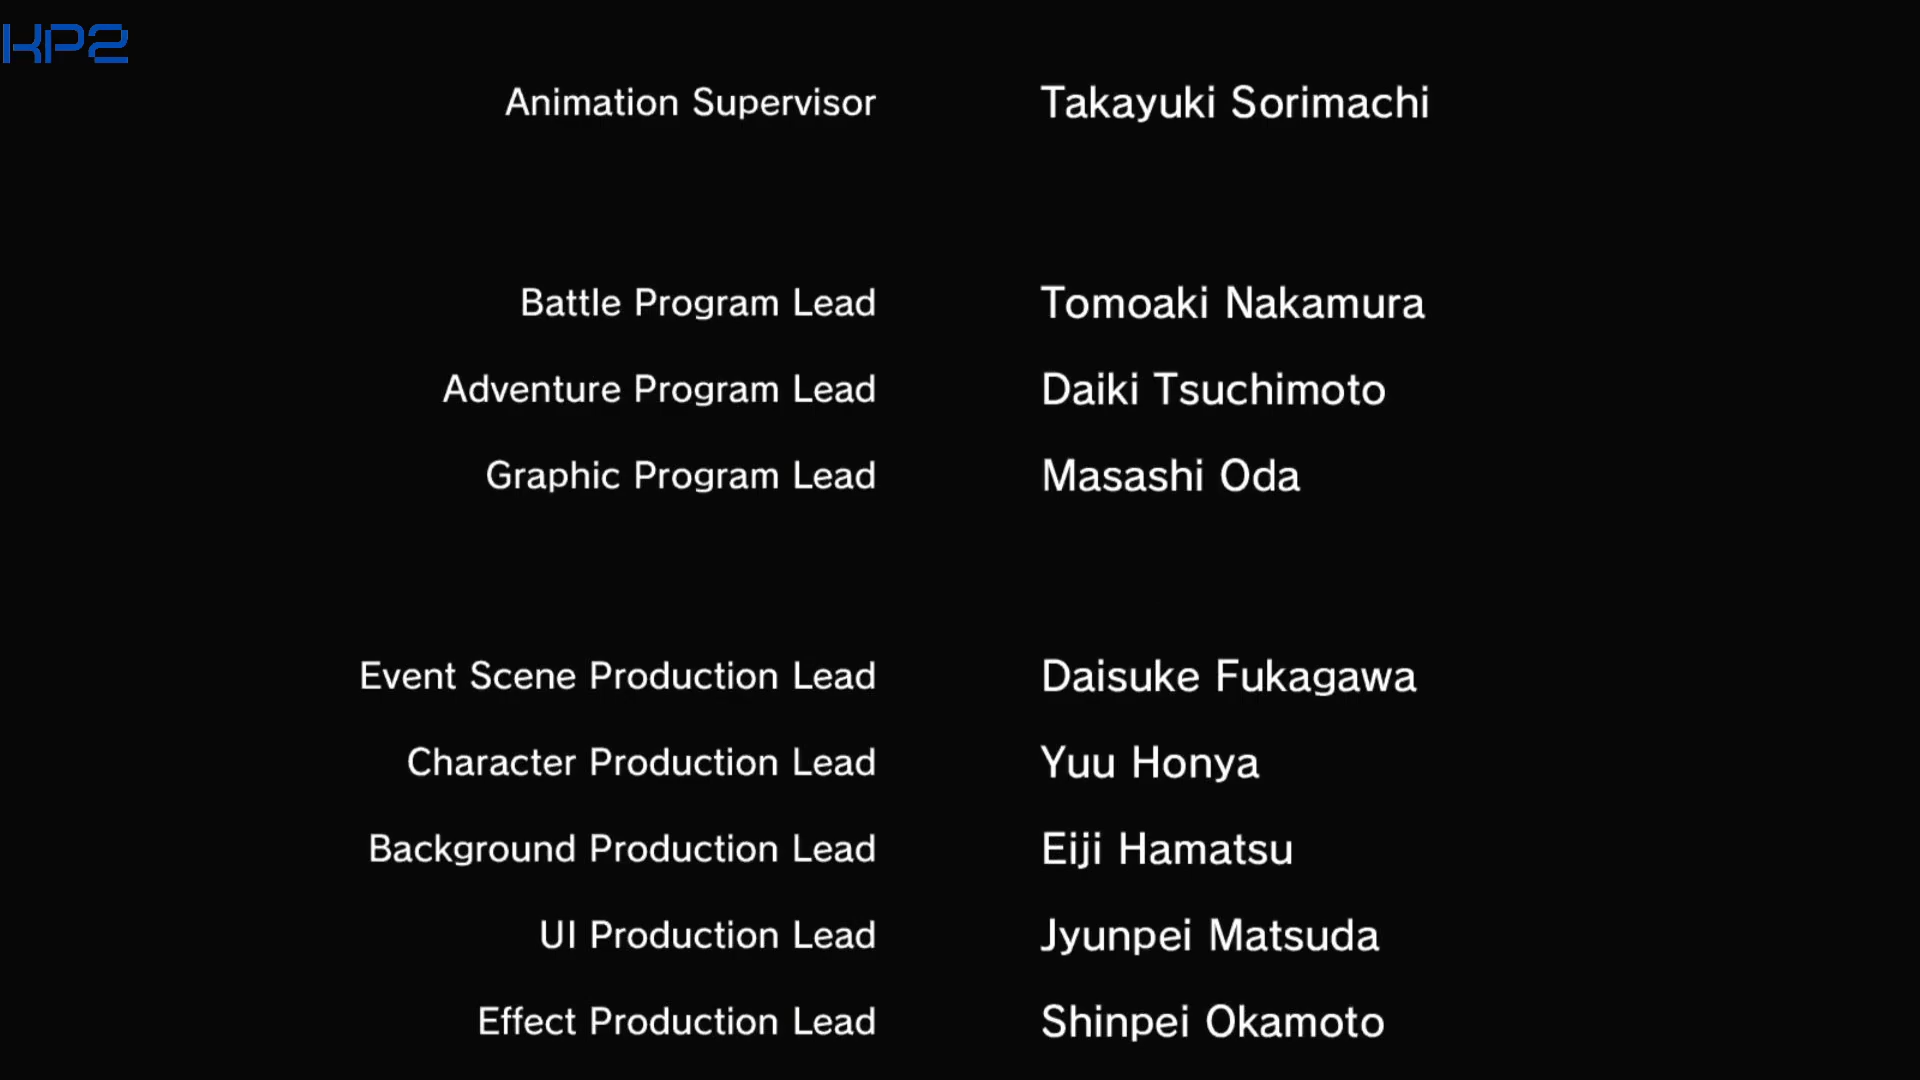 KP2
Animation Supervisor Takayuki Sorimachi
Battle Program Lead Tomoaki Nakamura
Adventure Program Lead Daiki Tsuchimoto
Graphic Program Lead Masashi Oda
Event Scene Production Lead Daisuke Fukagawa
Character Production Lead Yuu Honya
Background Production Lead Eiji Hamatsu
UI Production Lead Jyunpei Matsuda
Effect Production Lead Shinpei Okamoto